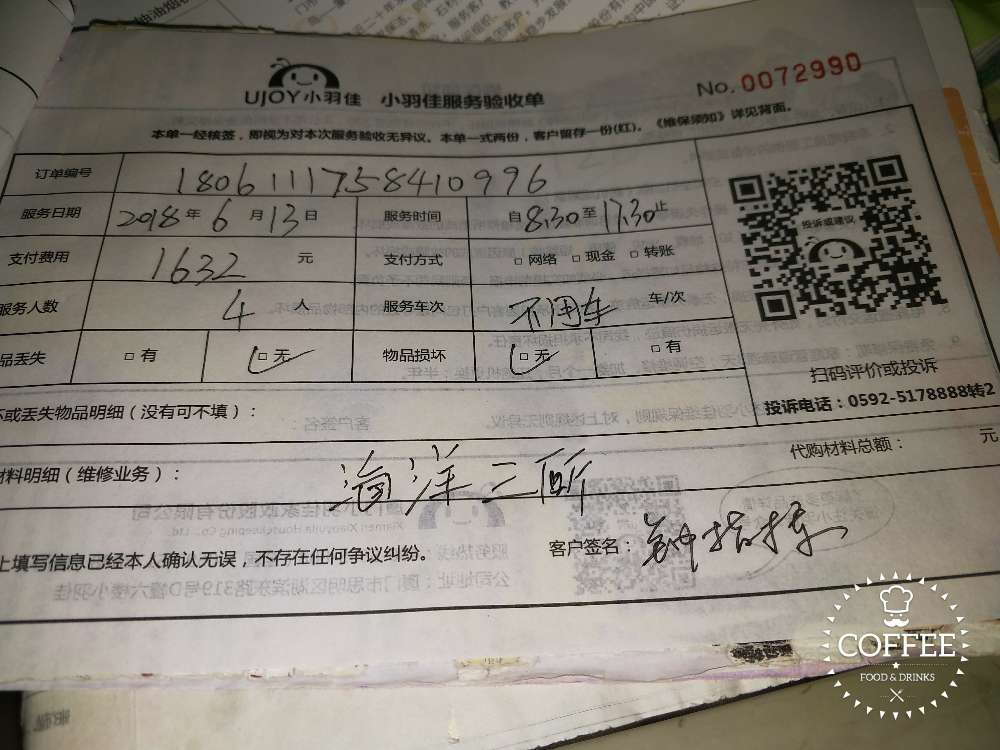 UJOY小羽佳 小羽佳服务验收单
No.0072990
本单一经核签，即视为对本次服务验收无异议。本单一式两份，客户留存一份(红)。《维保须知》详见背面。
订单编号 1806111758410996
服务日期 2018年6月13日 服务时间 自8:30至17:30止
支付费用 1632元 支付方式 □网络 □现金 □转账
服务人数 4人 服务车次 不用车 车/次
品丢失 □有 □无 物品损坏 □无 □有
投诉或建议
扫码评价或投诉
投诉电话：0592-5178888转2
坏或丢失物品明细（没有可不填）：
材料明细（维修业务）： 海洋三所 代购材料总额： 元
上填写信息已经本人确认无误，不存在任何争议纠纷。 客户签名：
COFFEE
FOOD & DRINKS